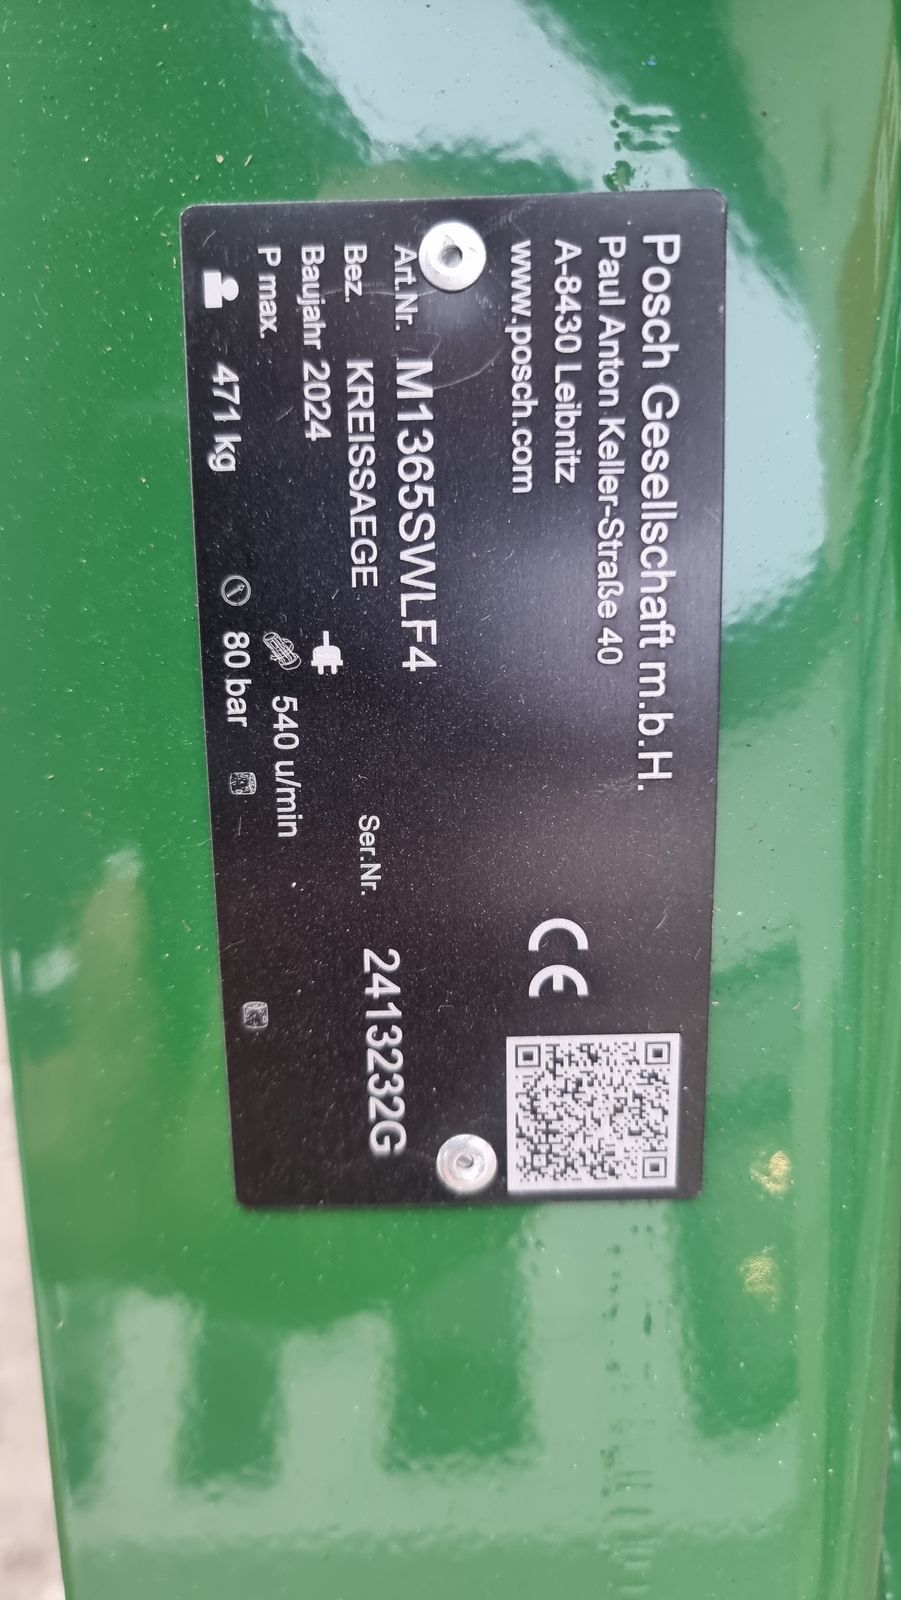 Posch Gesellschaft m.b.H.
Paul Anton Keller-Straße 40
A-8430 Leibnitz
www.posch.com
CE
Art.Nr. M1365SWLF4
Bez. KREISSAEGE Ser.Nr. 2413232G
Baujahr 2024
P max. 540 u/min
471 kg 80 bar